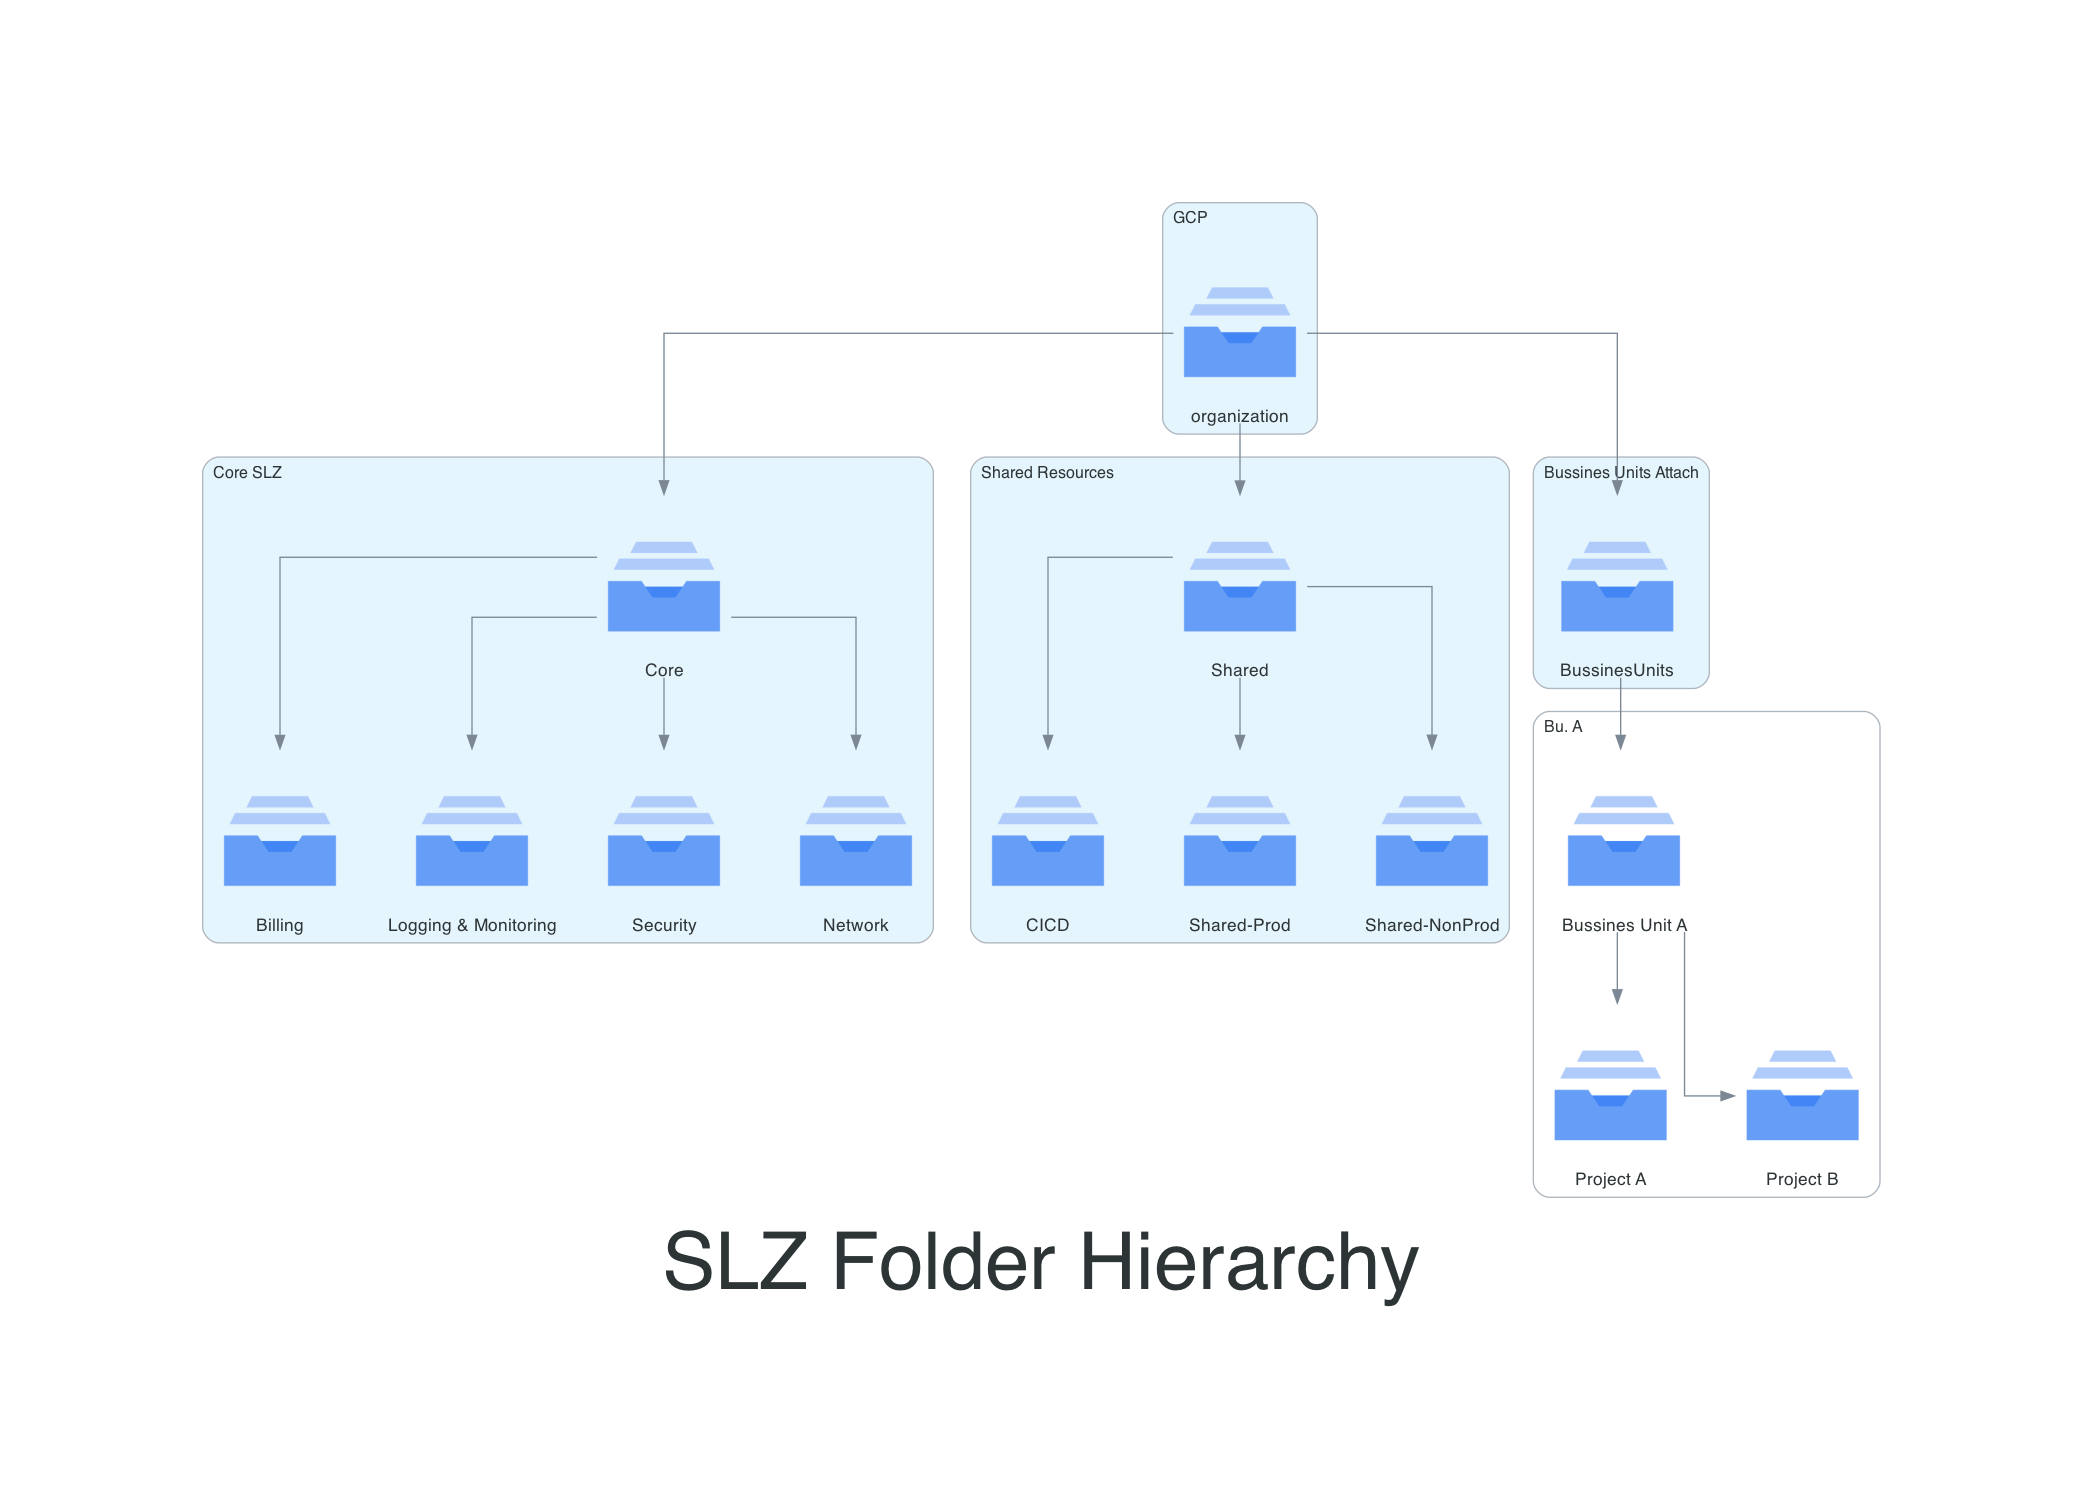 GCP
organization
Core SLZ
Shared Resources
Bussines Units Attach
Core
Shared
BussinesUnits
Bu. A
Billing
Logging & Monitoring
Security
Network
CICD
Shared-Prod
Shared-NonProd
Bussines Unit A
Project A
Project B
SLZ Folder Hierarchy